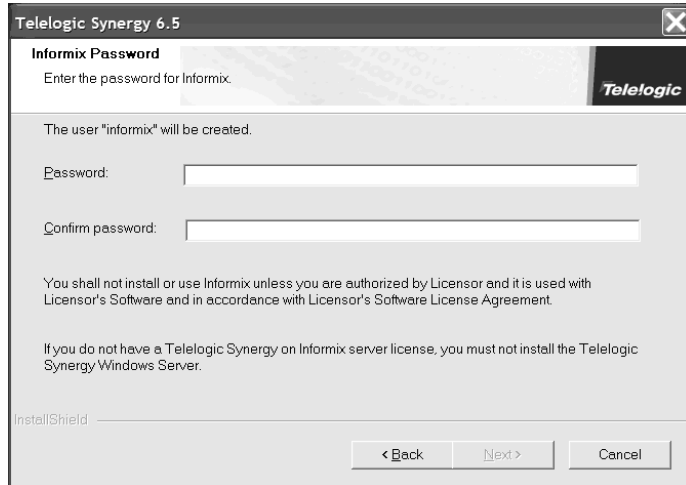 Telelogic Synergy 6.5
Informix Password
Enter the password for Informix.
Telelogic
The user "informix" will be created.
Password:
Confirm password:
You shall not install or use Informix unless you are authorized by Licensor and it is used with
Licensor's Software and in accordance with Licensor's Software License Agreement.
If you do not have a Telelogic Synergy on Informix server license, you must not install the Telelogic
Synergy Windows Server.
InstallShield
< Back
Next >
Cancel